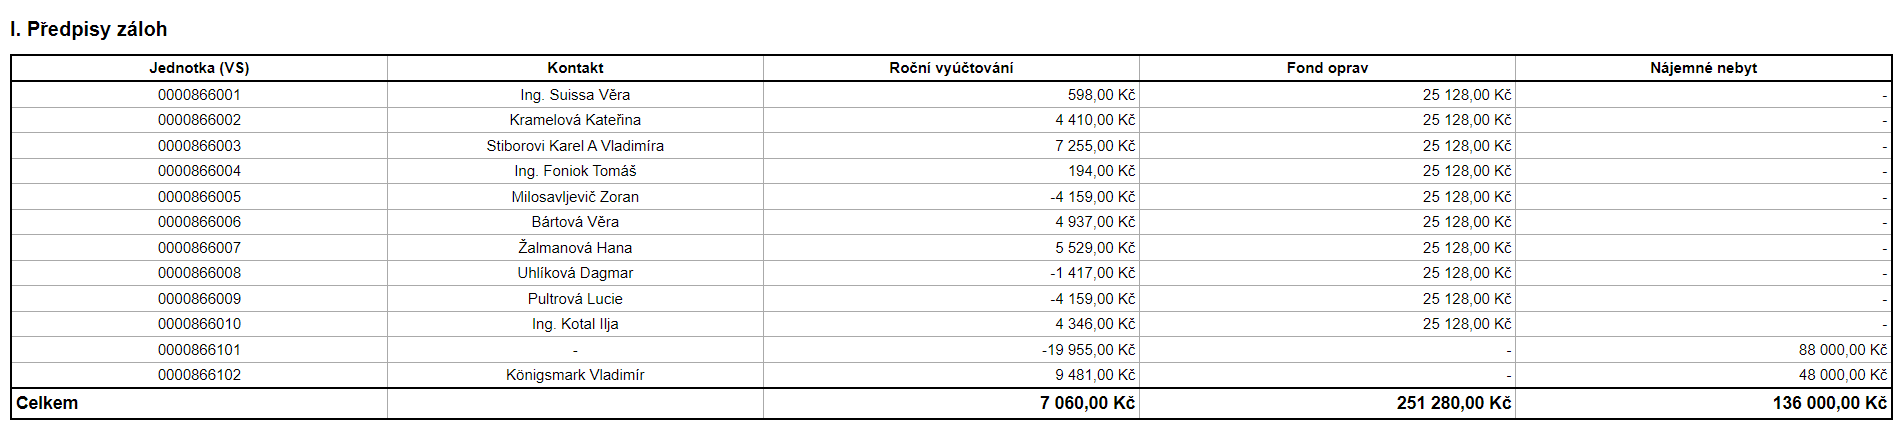 I. Předpisy záloh
Jednotka (VS) Kontakt Roční vyúčtování Fond oprav Nájemné nebyt
0000866001 Ing. Suissa Věra 598,00 Kč 25 128,00 Kč -
0000866002 Kramelová Kateřina 4 410,00 Kč 25 128,00 Kč -
0000866003 Stiborovi Karel A Vladimíra 7 255,00 Kč 25 128,00 Kč -
0000866004 Ing. Foniok Tomáš 194,00 Kč 25 128,00 Kč -
0000866005 Milosavljevič Zoran -4 159,00 Kč 25 128,00 Kč -
0000866006 Bártová Věra 4 937,00 Kč 25 128,00 Kč -
0000866007 Žalmanová Hana 5 529,00 Kč 25 128,00 Kč -
0000866008 Uhlíková Dagmar -1 417,00 Kč 25 128,00 Kč -
0000866009 Pultrová Lucie -4 159,00 Kč 25 128,00 Kč -
0000866010 Ing. Kotal Ilja 4 346,00 Kč 25 128,00 Kč -
0000866101 - -19 955,00 Kč - 88 000,00 Kč
0000866102 Königsmark Vladimír 9 481,00 Kč - 48 000,00 Kč
Celkem 7 060,00 Kč 251 280,00 Kč 136 000,00 Kč